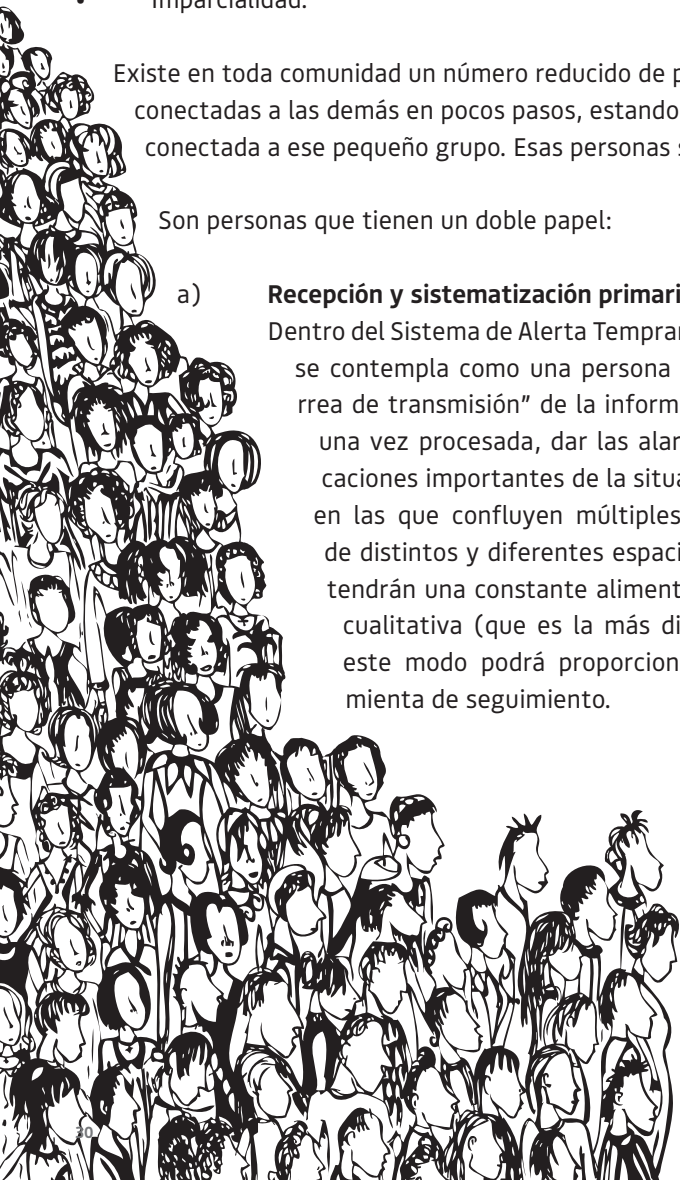 • Imparcialidad.
Existe en toda comunidad un número reducido de p
conectadas a las demás en pocos pasos, estando
conectada a ese pequeño grupo. Esas personas s
Son personas que tienen un doble papel:
a) Recepción y sistematización primari
Dentro del Sistema de Alerta Tempra
se contempla como una persona
rrea de transmisión” de la inform
una vez procesada, dar las alar
caciones importantes de la situa
en las que confluyen múltiples
de distintos y diferentes espaci
tendrán una constante aliment
cualitativa (que es la más di
este modo podrá proporcion
mienta de seguimiento.
30